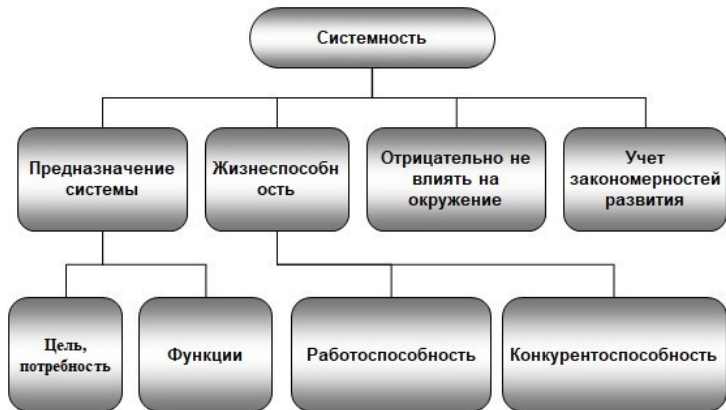 Системность
Предназначение
системы
Жизнеспособн
ость
Отрицательно не
влиять на
окружение
Учет
закономерностей
развития
Цель,
потребность
Функции
Работоспособность
Конкурентоспособность